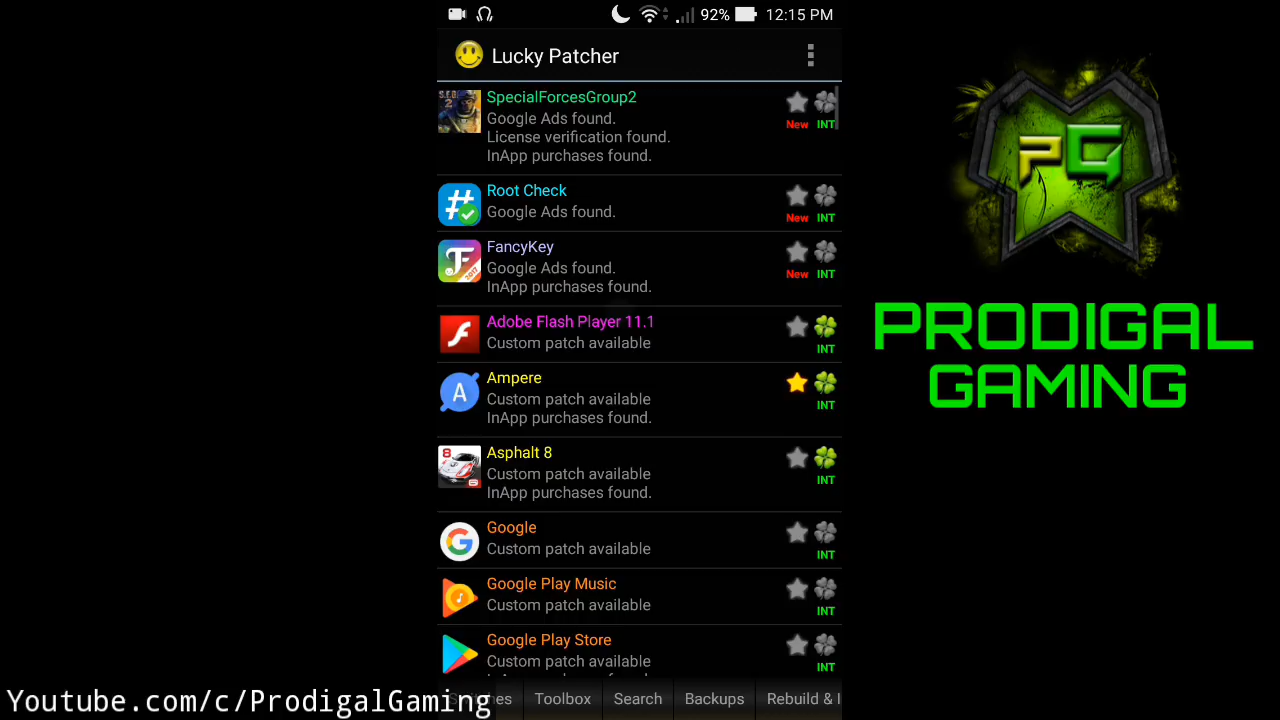 92% 12:15 PM
Lucky Patcher
SpecialForcesGroup2
Google Ads found.
License verification found.
InApp purchases found.
New INT
Root Check
Google Ads found.
New INT
FancyKey
Google Ads found.
InApp purchases found.
New INT
Adobe Flash Player 11.1
Custom patch available
INT
Ampere
Custom patch available
InApp purchases found.
INT
Asphalt 8
Custom patch available
InApp purchases found.
INT
Google
Custom patch available
INT
Google Play Music
Custom patch available
INT
Google Play Store
Custom patch available
INT
Toolbox Search Backups Rebuild & I
PG
PRODIGAL
GAMING
Youtube.com/c/ProdigalGaming